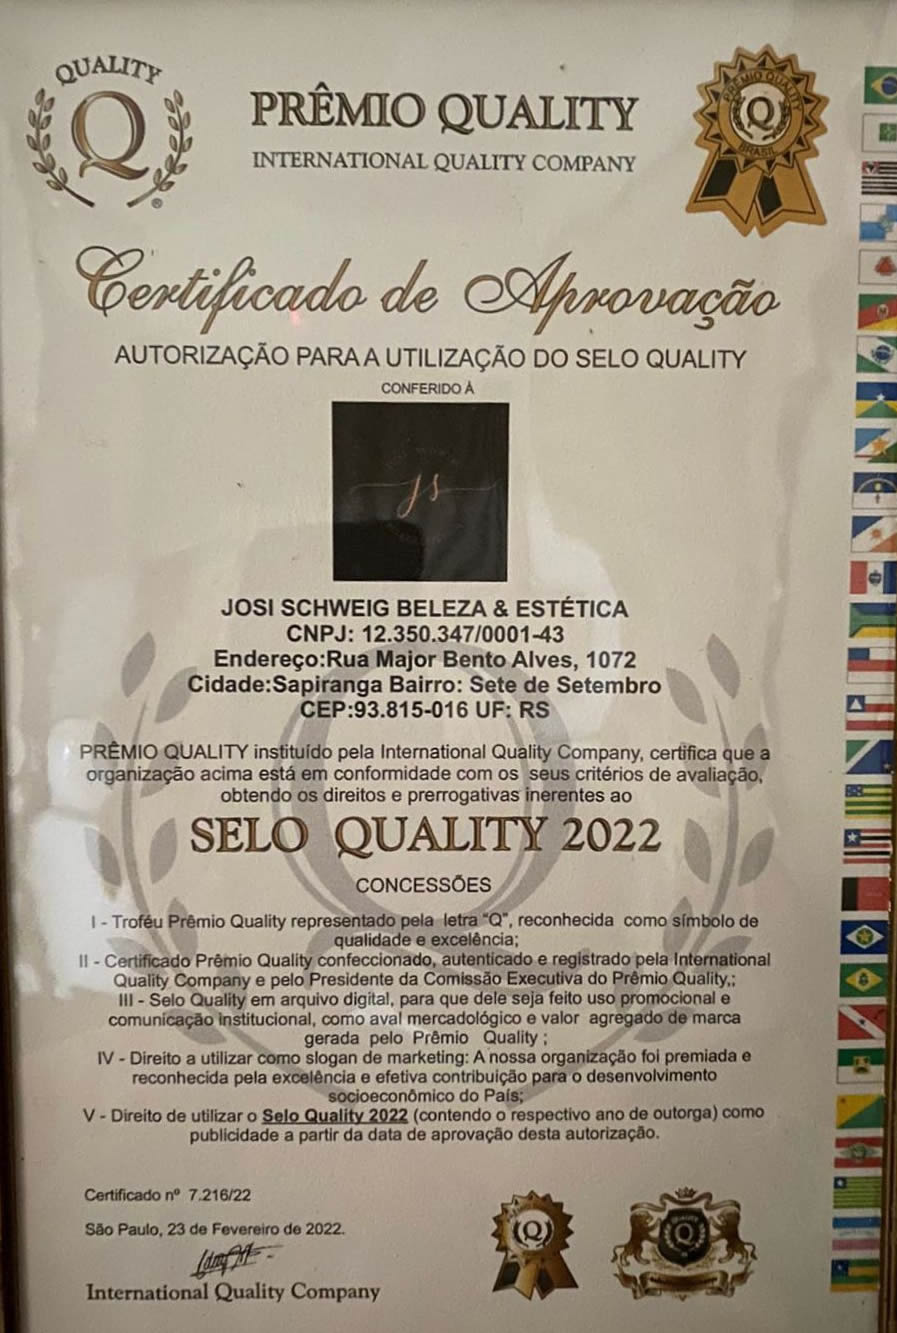 QUALITY
Q
®
PRÊMIO QUALITY
INTERNATIONAL QUALITY COMPANY
PRÊMIO QUALITY
Q
BRASIL
Certificado de Aprovação
AUTORIZAÇÃO PARA A UTILIZAÇÃO DO SELO QUALITY
CONFERIDO À
JS
JOSI SCHWEIG BELEZA & ESTÉTICA
CNPJ: 12.350.347/0001-43
Endereço:Rua Major Bento Alves, 1072
Cidade:Sapiranga Bairro: Sete de Setembro
CEP:93.815-016 UF: RS
PRÊMIO QUALITY instituído pela International Quality Company, certifica que a
organização acima está em conformidade com os seus critérios de avaliação,
obtendo os direitos e prerrogativas inerentes ao
SELO QUALITY 2022
CONCESSÕES
I - Troféu Prêmio Quality representado pela letra “Q”, reconhecida como símbolo de
qualidade e excelência;
II - Certificado Prêmio Quality confeccionado, autenticado e registrado pela International
Quality Company e pelo Presidente da Comissão Executiva do Prêmio Quality,;
III - Selo Quality em arquivo digital, para que dele seja feito uso promocional e
comunicação institucional, como aval mercadológico e valor agregado de marca
gerada pelo Prêmio Quality ;
IV - Direito a utilizar como slogan de marketing: A nossa organização foi premiada e
reconhecida pela excelência e efetiva contribuição para o desenvolvimento
socioeconômico do País;
V - Direito de utilizar o Selo Quality 2022 (contendo o respectivo ano de outorga) como
publicidade a partir da data de aprovação desta autorização.
Certificado nº 7.216/22
São Paulo, 23 de Fevereiro de 2022.
International Quality Company
Q
Q